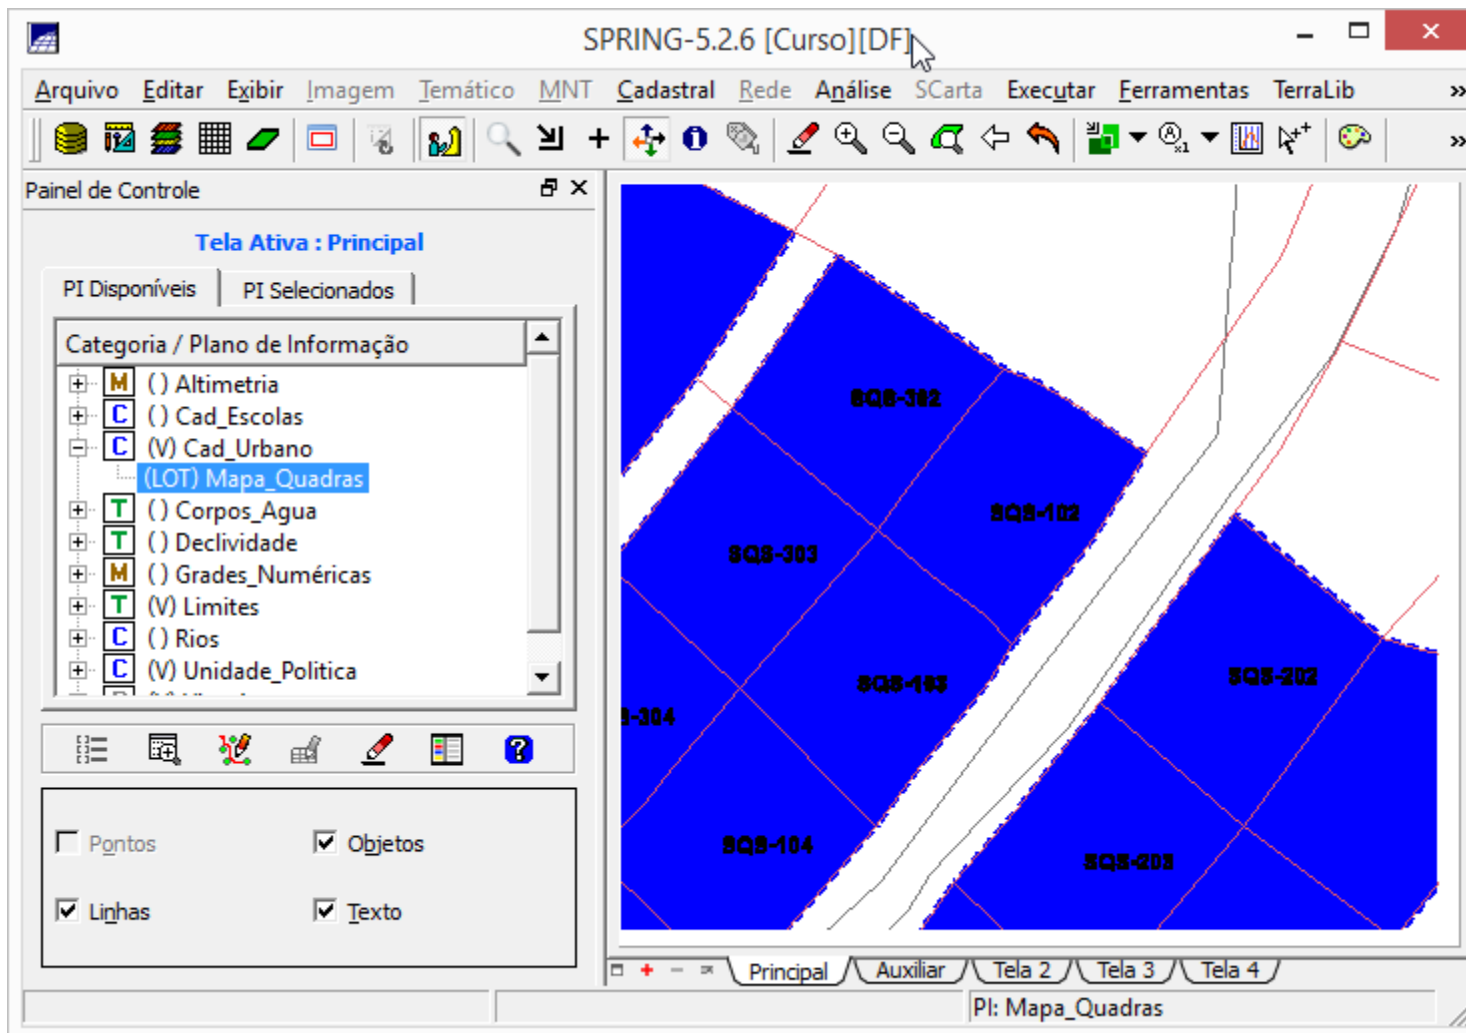 SPRING-5.2.6 [Curso][DF]
Arquivo Editar Exibir Imagem Temático MNT Cadastral Rede Análise SCarta Executar Ferramentas TerraLib »
»
Painel de Controle
Tela Ativa : Principal
PI Disponíveis PI Selecionados
Categoria / Plano de Informação
M ( ) Altimetria
C ( ) Cad_Escolas
C (V) Cad_Urbano
(LOT) Mapa_Quadras
T ( ) Corpos_Agua
T ( ) Declividade
M ( ) Grades_Numéricas
T (V) Limites
C ( ) Rios
C (V) Unidade_Politica
Pontos Objetos
Linhas Texto
SQS-302
SQS-102
SQS-303
SQS-202
SQS-103
S-304
SQS-104
SQS-203
Principal Auxiliar Tela 2 Tela 3 Tela 4
PI: Mapa_Quadras